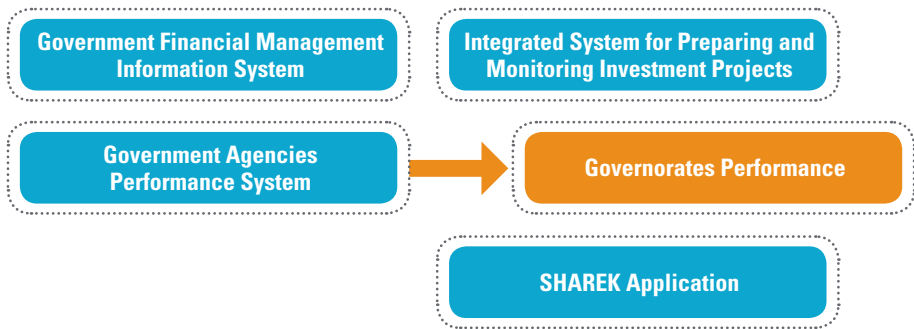 Government Financial Management
Information System
Integrated System for Preparing and
Monitoring Investment Projects
Government Agencies
Performance System
Governorates Performance
SHAREK Application